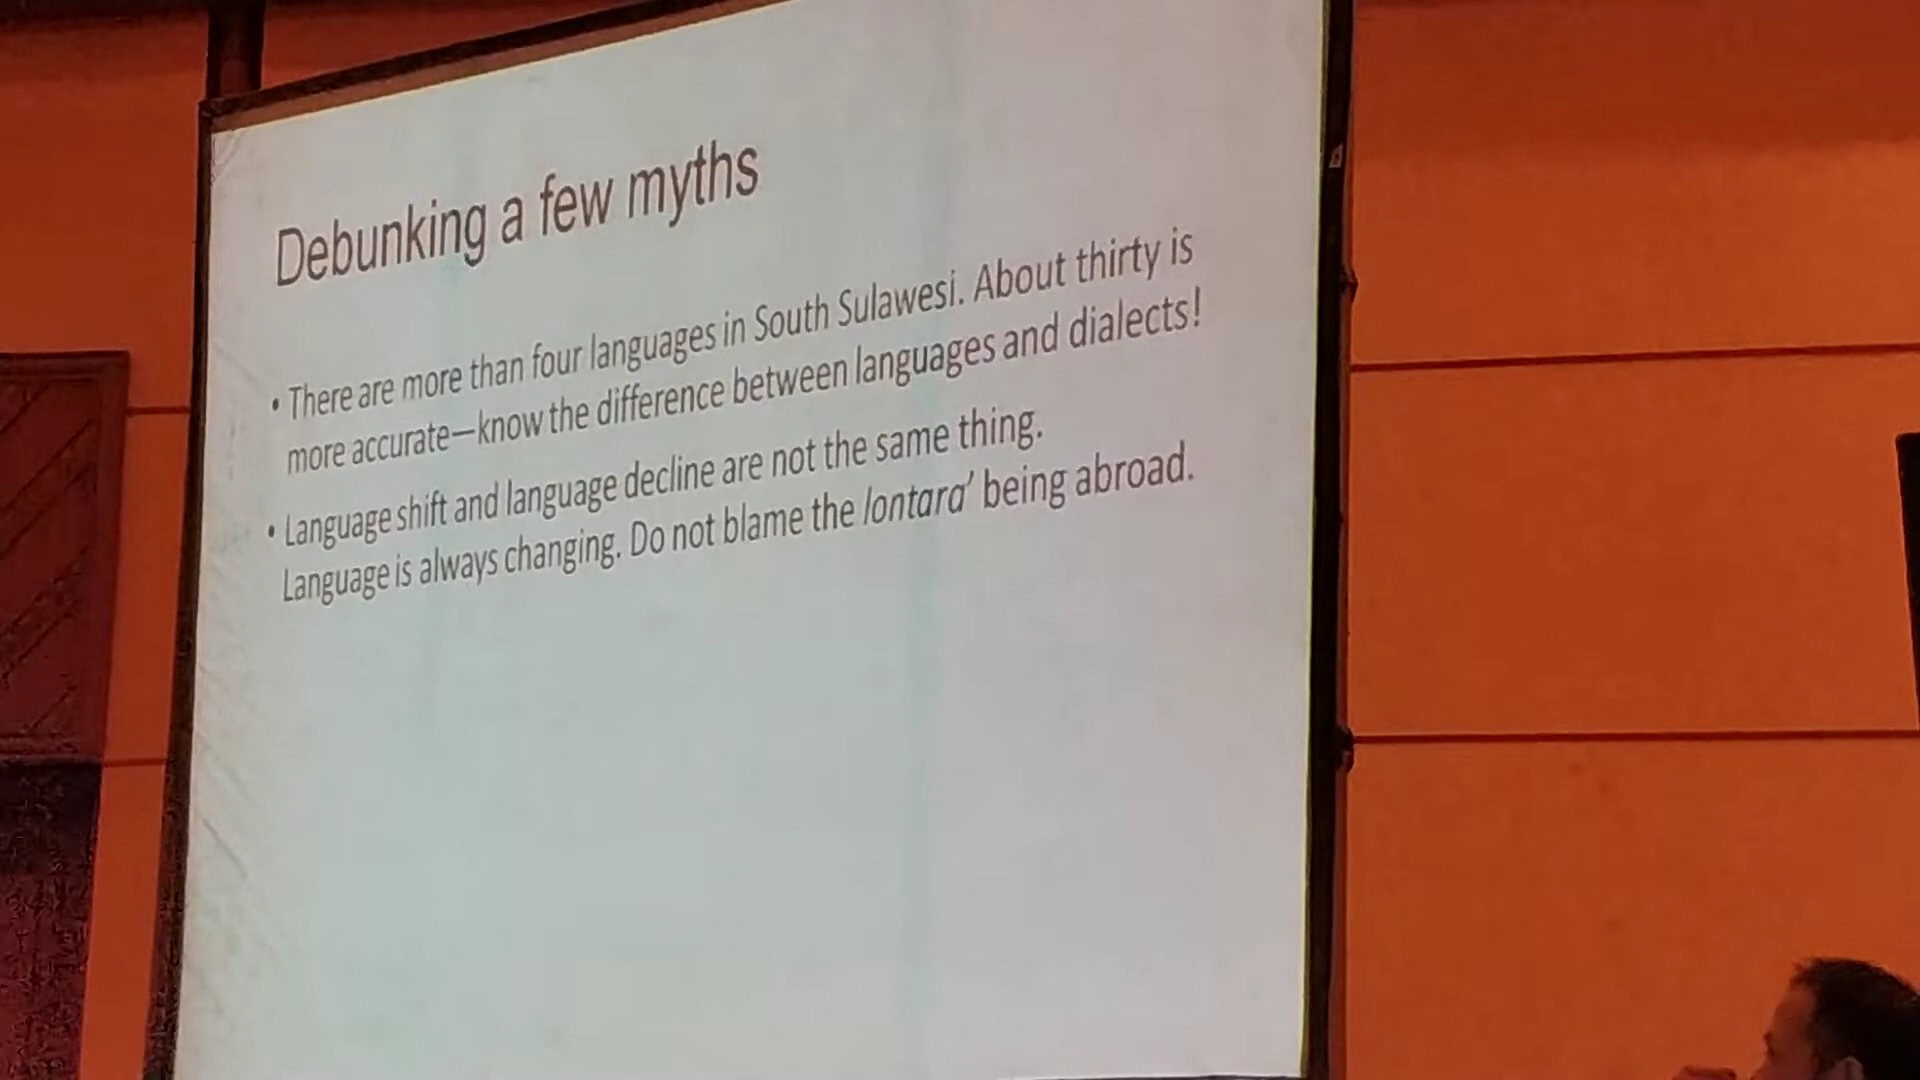 Debunking a few myths
• There are more than four languages in South Sulawesi. About thirty is
more accurate—know the difference between languages and dialects!
• Language shift and language decline are not the same thing.
Language is always changing. Do not blame the lontara’ being abroad.